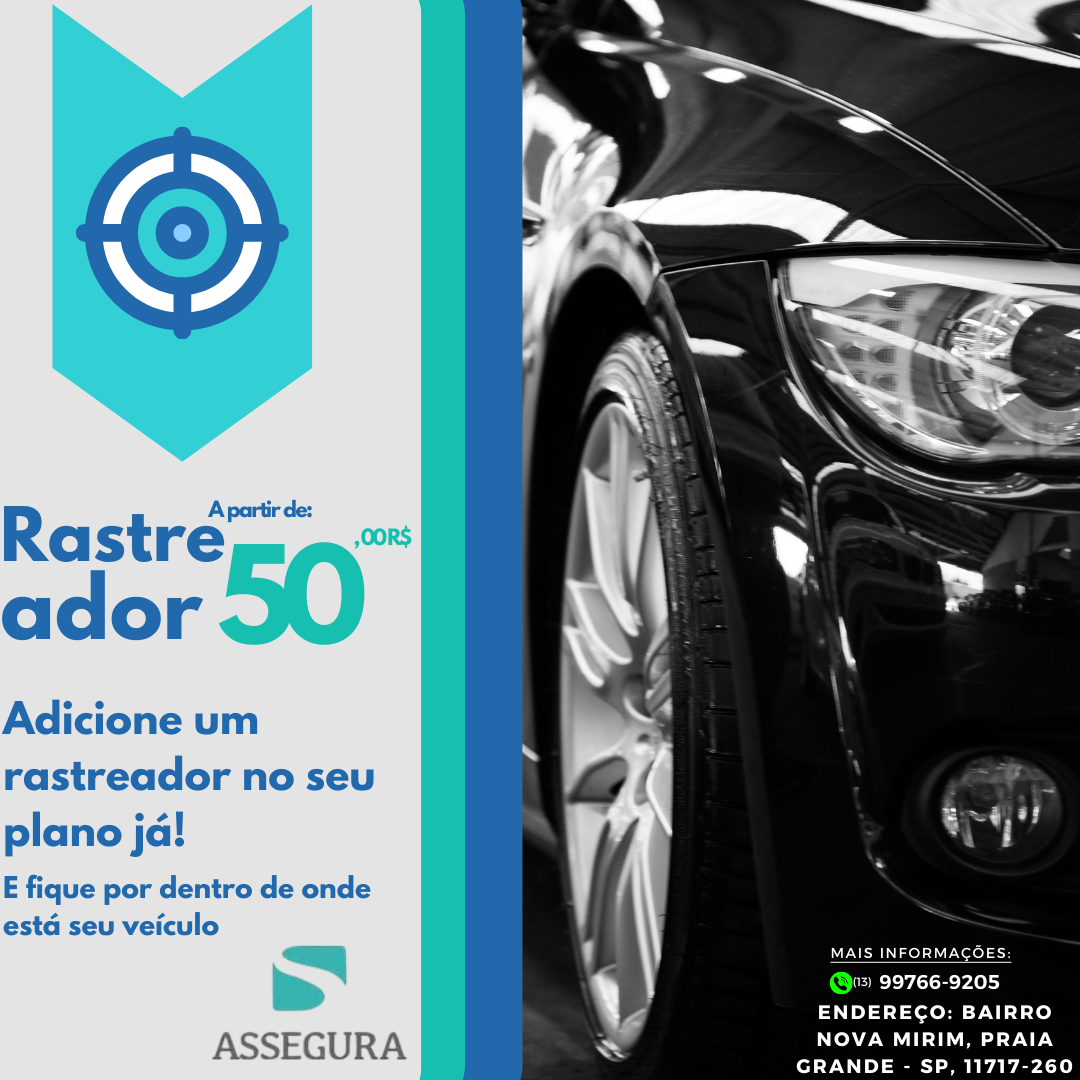 A partir de:
Rastre
ador
50
,00R$
Adicione um
rastreador no seu
plano já!
E fique por dentro de onde
está seu veículo
ASSEGURA
MAIS INFORMAÇÕES:
(13) 99766-9205
ENDEREÇO: BAIRRO
NOVA MIRIM, PRAIA
GRANDE - SP, 11717-260